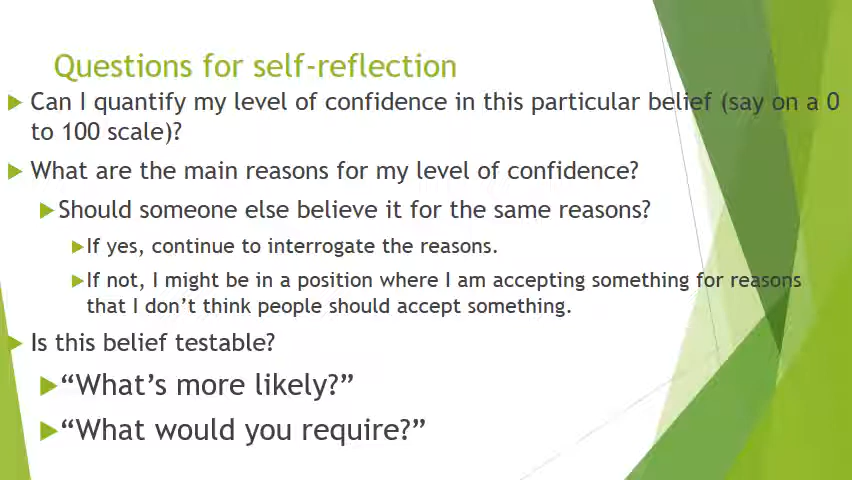 Questions for self-reflection
Can I quantify my level of confidence in this particular belief (say on a 0
to 100 scale)?
What are the main reasons for my level of confidence?
Should someone else believe it for the same reasons?
If yes, continue to interrogate the reasons.
If not, I might be in a position where I am accepting something for reasons
that I don’t think people should accept something.
Is this belief testable?
“What’s more likely?”
“What would you require?”